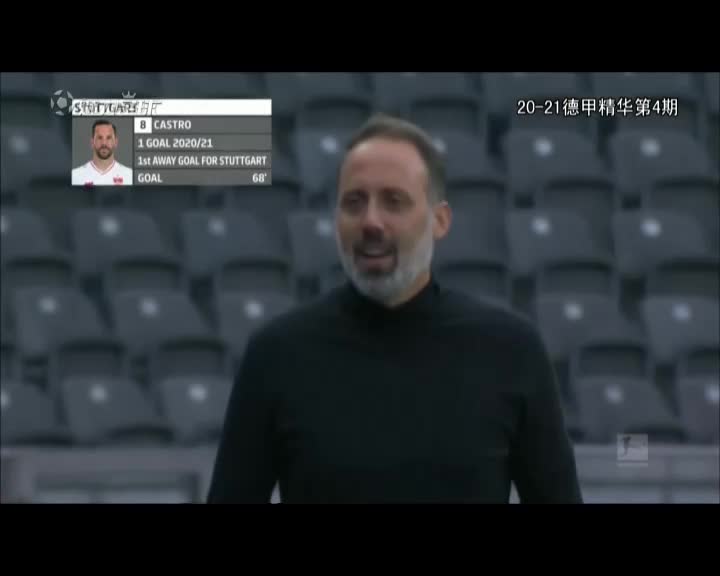 STUTTGART
20-21德甲精华第4期
8 CASTRO
1 GOAL 2020/21
1st AWAY GOAL FOR STUTTGART
GOAL 68'